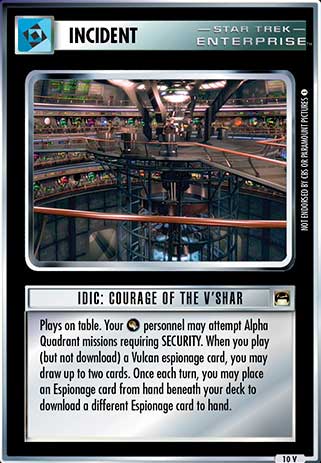 INCIDENT
STAR TREK
ENTERPRISE™
NOT ENDORSED BY CBS OR PARAMOUNT PICTURES
IDIC: COURAGE OF THE V'SHAR
Plays on table. Your personnel may attempt Alpha
Quadrant missions requiring SECURITY. When you play
(but not download) a Vulcan espionage card, you may
draw up to two cards. Once each turn, you may place
an Espionage card from hand beneath your deck to
download a different Espionage card to hand.
10 V